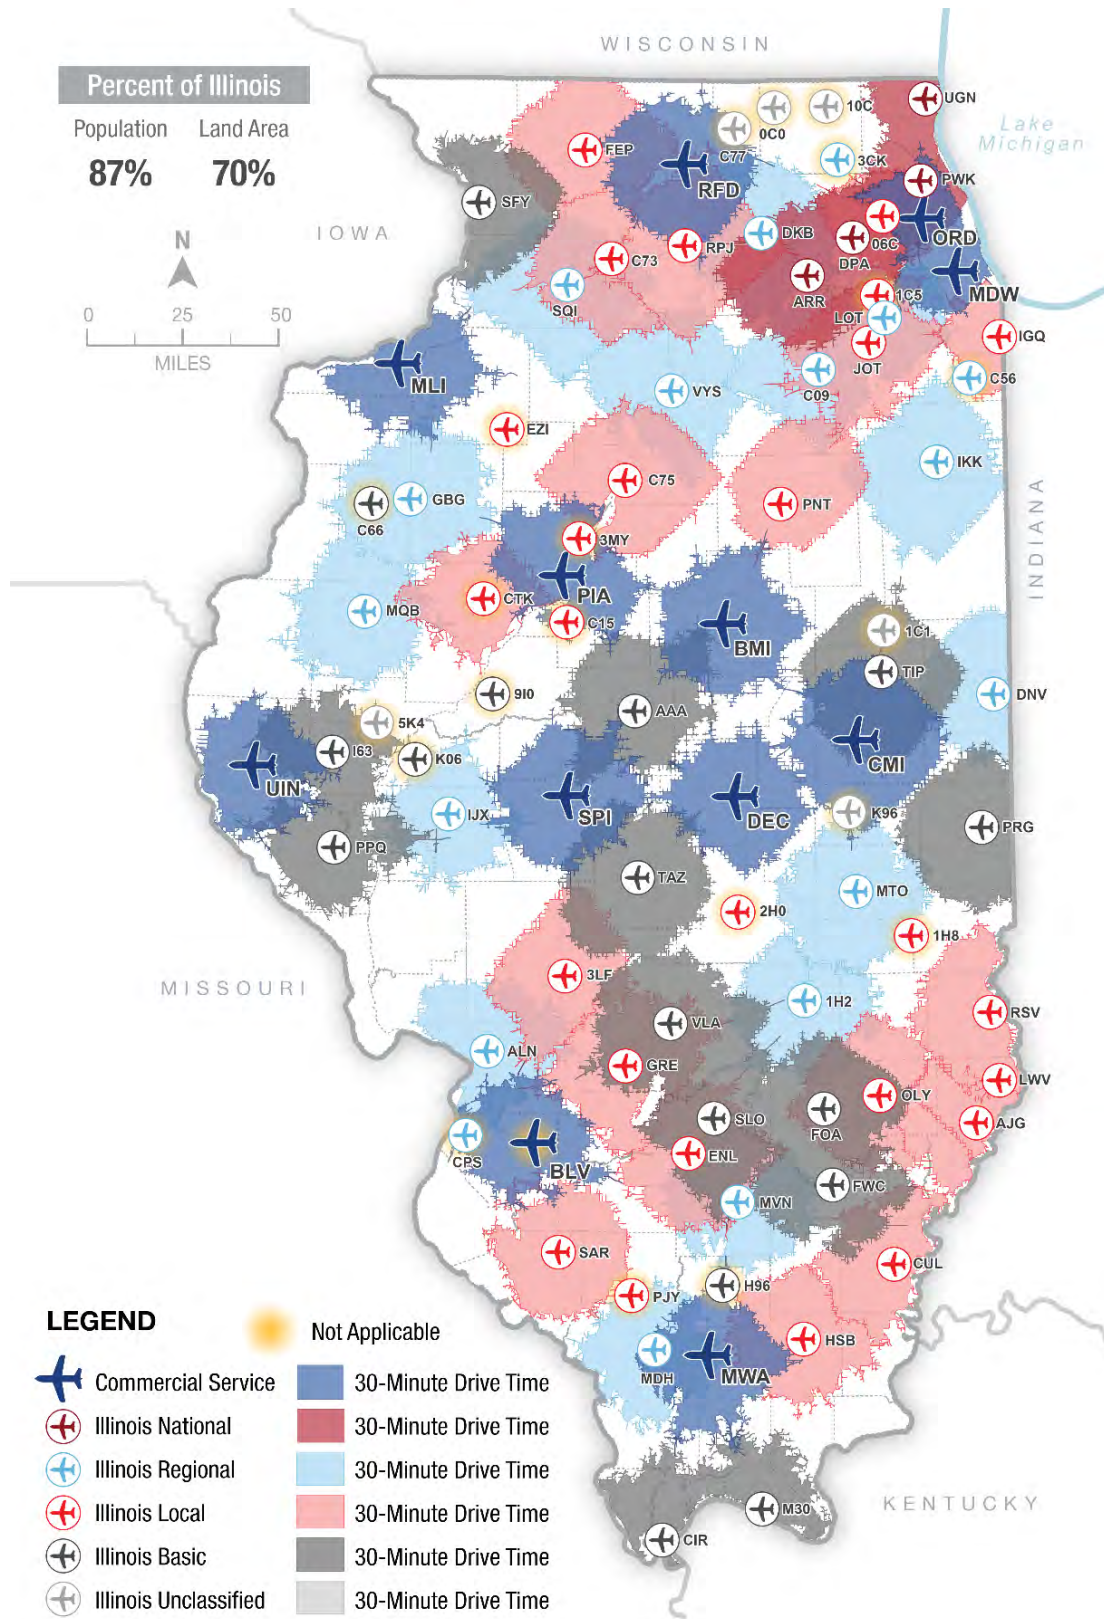 WISCONSIN
Percent of Illinois
Population Land Area
87% 70%
N
0 25 50
MILES
IOWA
Lake
Michigan
UGN
10C
0C0
C77
3CK
FEP
RFD
PWK
SFY
06C
ORD
DKB
DPA
RPJ
C73
MDW
ARR
1C5
SQI
LOT
IGQ
JOT
MLI
C09
C56
VYS
EZI
IKK
C75
GBG
PNT
C66
3MY
INDIANA
PIA
CTK
MQB
C15
BMI
1C1
TIP
9I0
DNV
AAA
5K4
I63
K06
CMI
UIN
SPI
DEC
IJX
K96
PRG
PPQ
TAZ
MTO
2H0
1H8
MISSOURI
3LF
1H2
RSV
VLA
ALN
GRE
LWV
OLY
SLO
FOA
AJG
CPS
BLV
ENL
FWC
MVN
SAR
CUL
H96
PJY
HSB
MDH
MWA
KENTUCKY
M30
CIR
LEGEND
Not Applicable
Commercial Service 30-Minute Drive Time
Illinois National 30-Minute Drive Time
Illinois Regional 30-Minute Drive Time
Illinois Local 30-Minute Drive Time
Illinois Basic 30-Minute Drive Time
Illinois Unclassified 30-Minute Drive Time